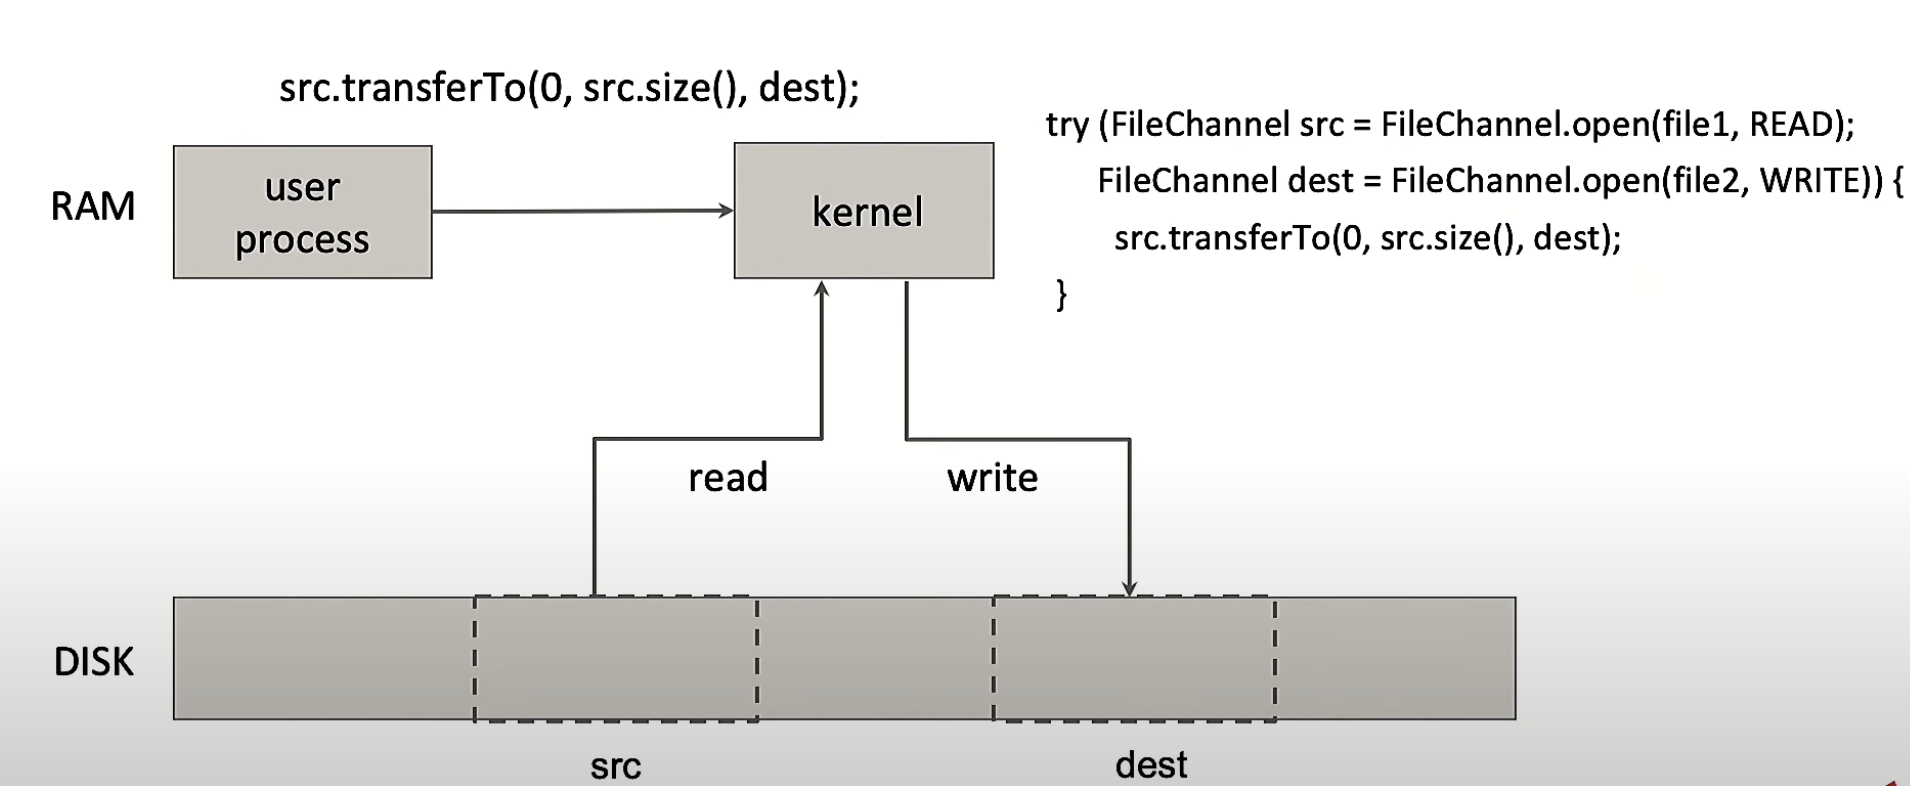 src.transferTo(0, src.size(), dest);
try (FileChannel src = FileChannel.open(file1, READ);
FileChannel dest = FileChannel.open(file2, WRITE)) {
src.transferTo(0, src.size(), dest);
}
RAM
user
process
kernel
read
write
DISK
src
dest